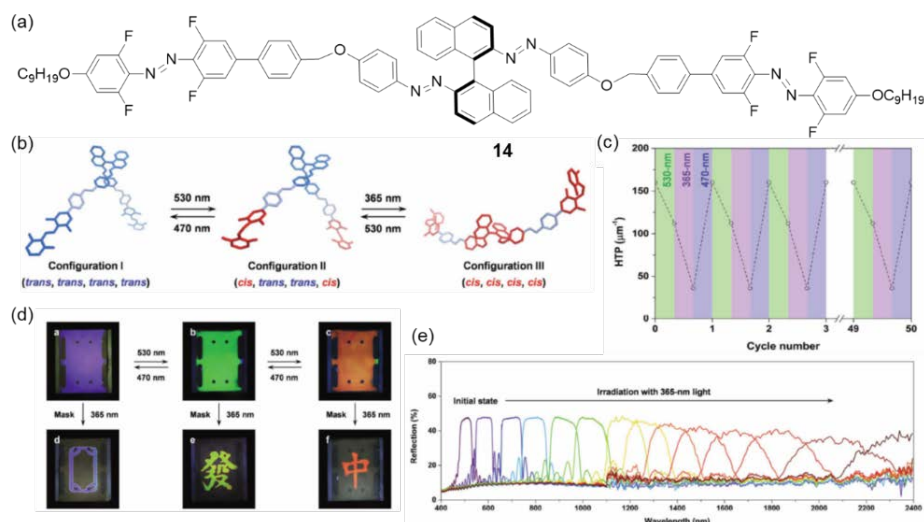 (a)
F
F
F
F
C₉H₁₉O
N
N
O
N
N
N
N
O
F
F
N
N
F
F
OC₉H₁₉
14
(b)
530 nm
470 nm
365 nm
530 nm
Configuration I
(trans, trans, trans, trans)
Configuration II
(cis, trans, trans, cis)
Configuration III
(cis, cis, cis, cis)
(c)
530-nm
365-nm
470-nm
HTP (μm⁻¹)
200
150
100
50
0
0
1
2
3
49
50
Cycle number
(d)
a
530 nm
470 nm
b
530 nm
470 nm
c
Mask
365 nm
Mask
365 nm
Mask
365 nm
d
e
f
發
中
(e)
Reflection (%)
80
60
40
20
0
Initial state
Irradiation with 365-nm light
400
600
800
1000
1200
1400
1600
1800
2000
2200
2400
Wavelength (nm)